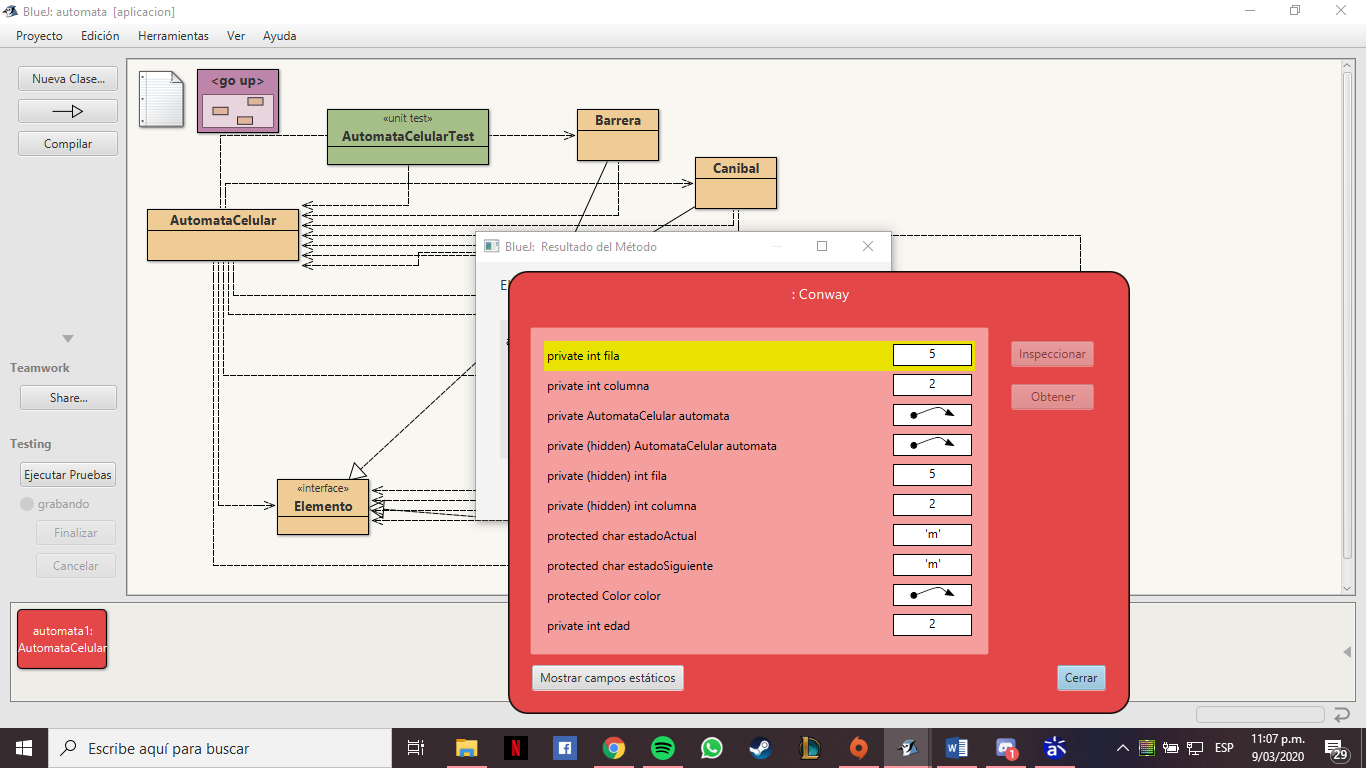 BlueJ: automata [aplicacion]
Proyecto Edición Herramientas Ver Ayuda
Nueva Clase...
Compilar
Teamwork
Share...
Testing
Ejecutar Pruebas
grabando
Finalizar
Cancelar
<go up>
«unit test»
AutomataCelularTest
Barrera
Canibal
AutomataCelular
«interface»
Elemento
BlueJ: Resultado del Método
: Conway
private int fila 5
private int columna 2
private AutomataCelular automata
private (hidden) AutomataCelular automata
private (hidden) int fila 5
private (hidden) int columna 2
protected char estadoActual 'm'
protected char estadoSiguiente 'm'
protected Color color
private int edad 2
Inspeccionar
Obtener
Mostrar campos estáticos
Cerrar
automata1:
AutomataCelular
Escribe aquí para buscar
1
ESP
11:07 p.m.
9/03/2020
29